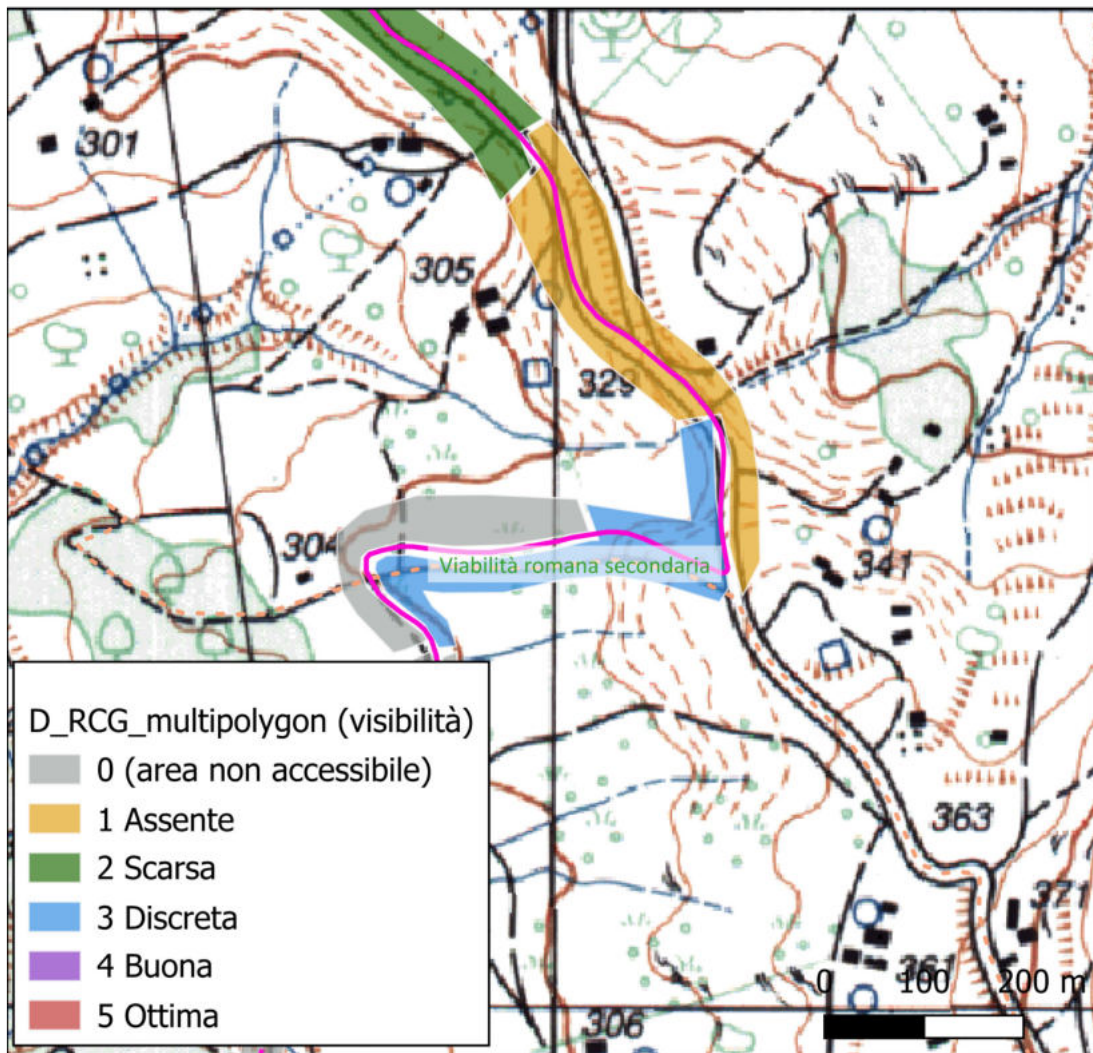 301
305
329
304
Viabilità romana secondaria
341
D_RCG_multipolygon (visibilità)
0 (area non accessibile)
1 Assente
2 Scarsa
3 Discreta
4 Buona
5 Ottima
363
371
361
0 100 200 m
306